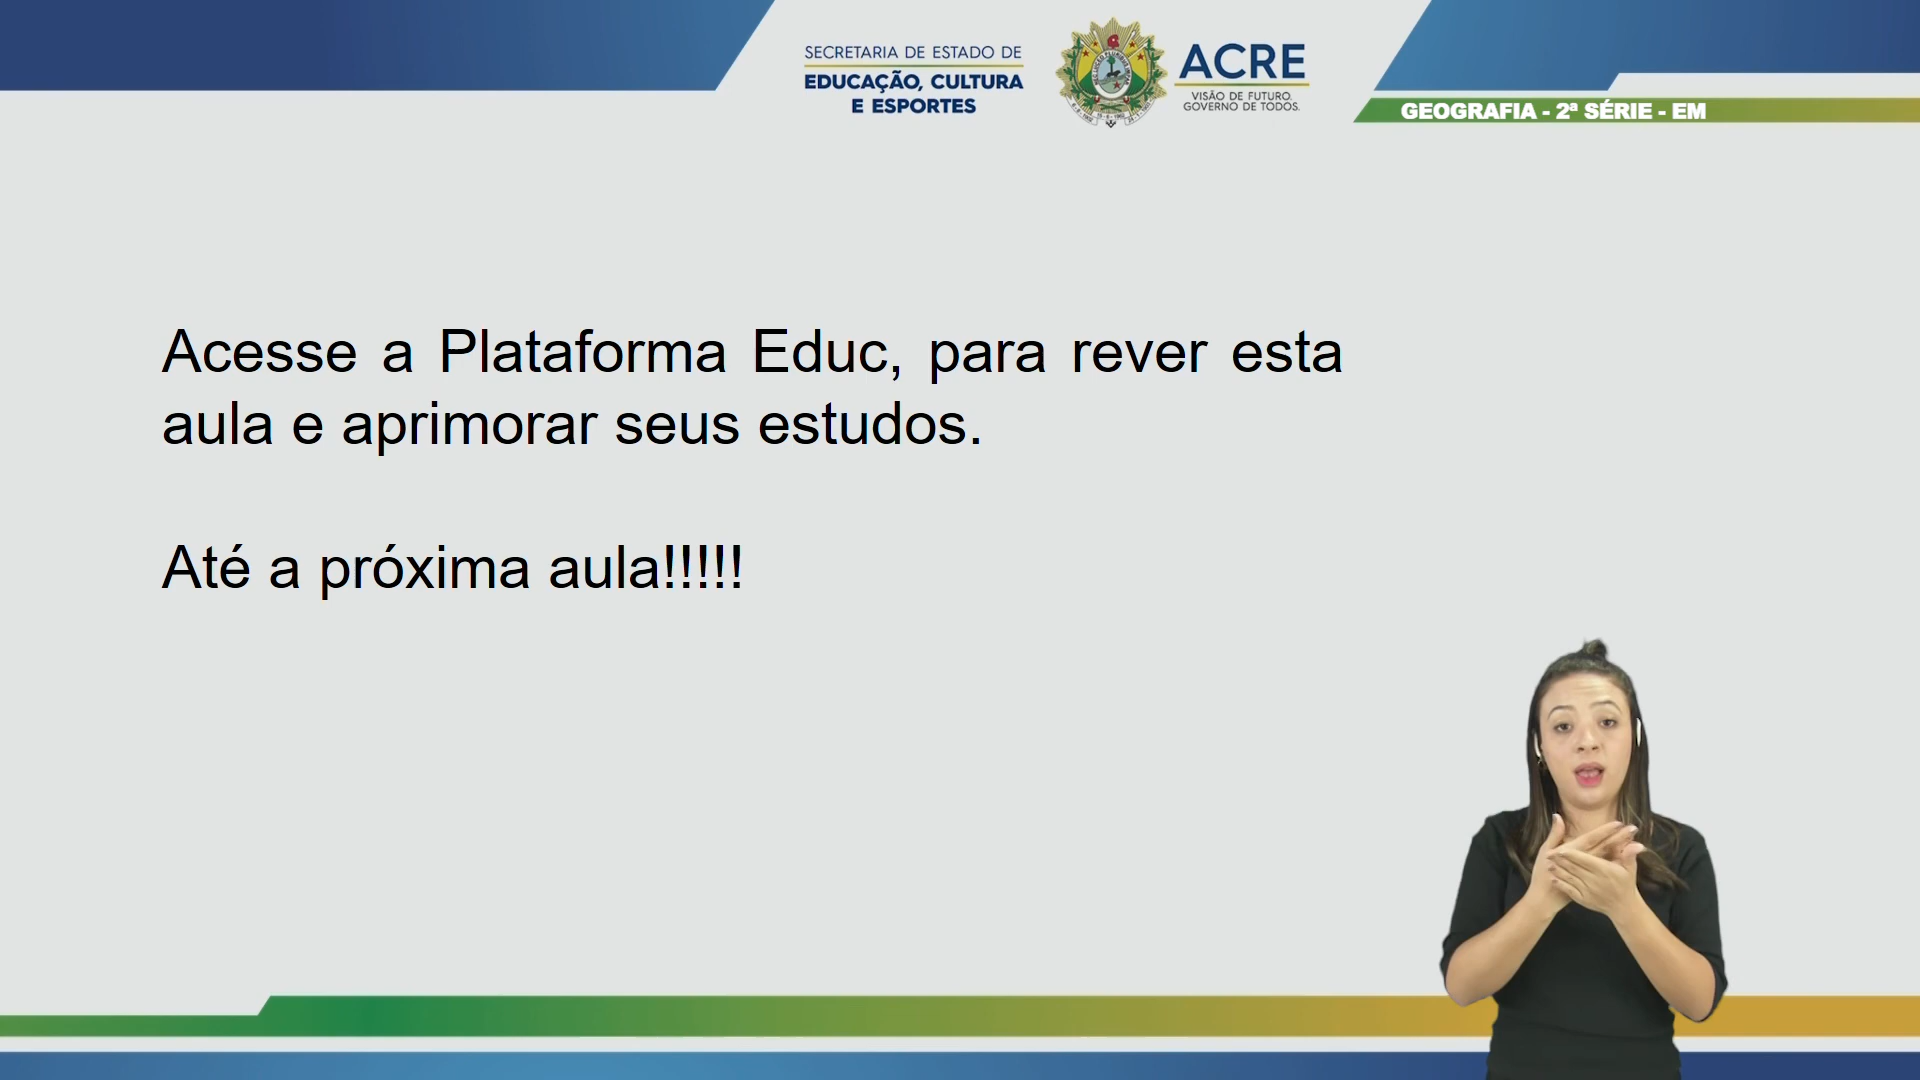 SECRETARIA DE ESTADO DE
EDUCAÇÃO, CULTURA
E ESPORTES
ACRE
VISÃO DE FUTURO.
GOVERNO DE TODOS.
GEOGRAFIA - 2ª SÉRIE - EM
Acesse a Plataforma Educ, para rever esta
aula e aprimorar seus estudos.
Até a próxima aula!!!!!